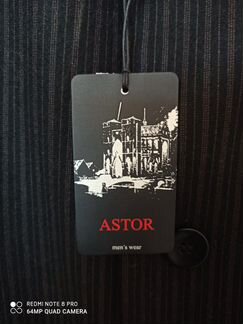 ASTOR
men's wear
REDMI NOTE 8 PRO
64MP QUAD CAMERA